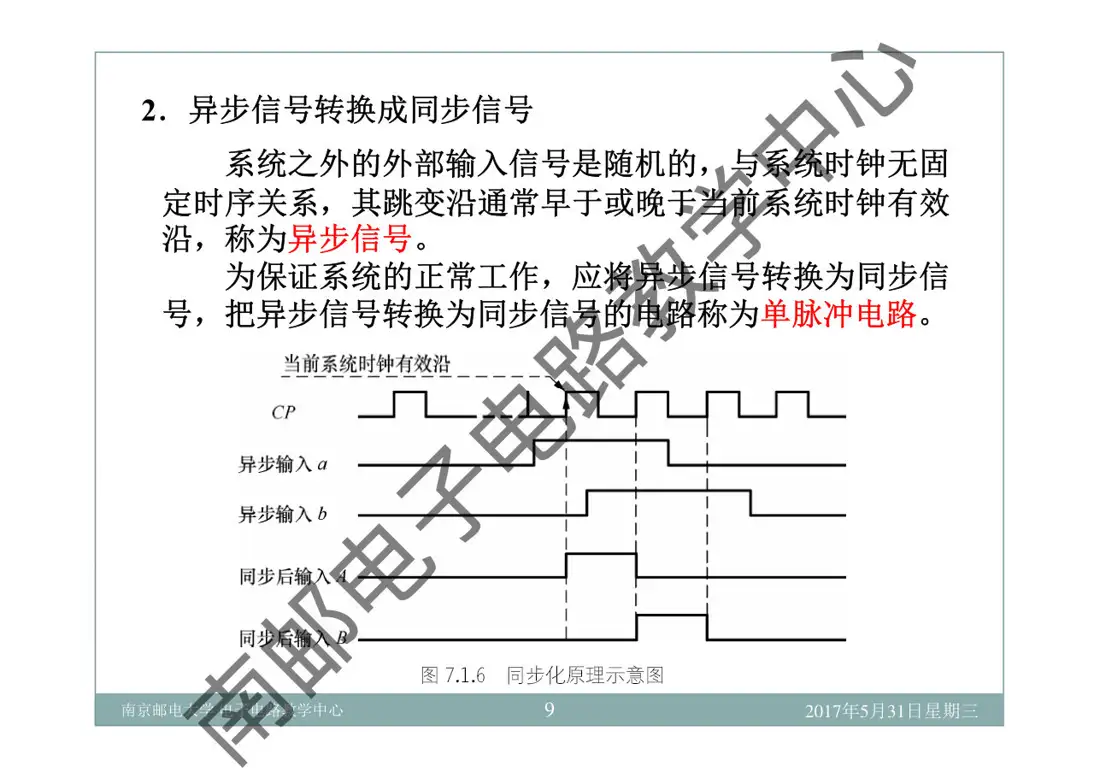 2. 异步信号转换成同步信号
系统之外的外部输入信号是随机的，与系统时钟无固
定时序关系，其跳变沿通常早于或晚于当前系统时钟有效
沿，称为异步信号。
为保证系统的正常工作，应将异步信号转换为同步信
号，把异步信号转换为同步信号的电路称为单脉冲电路。
当前系统时钟有效沿
CP
异步输入 a
异步输入 b
同步后输入 A
同步后输入 B
图 7.1.6 同步化原理示意图
南京邮电大学 电子电路教学中心
9
2017年5月31日星期三
南邮电子电路教学中心